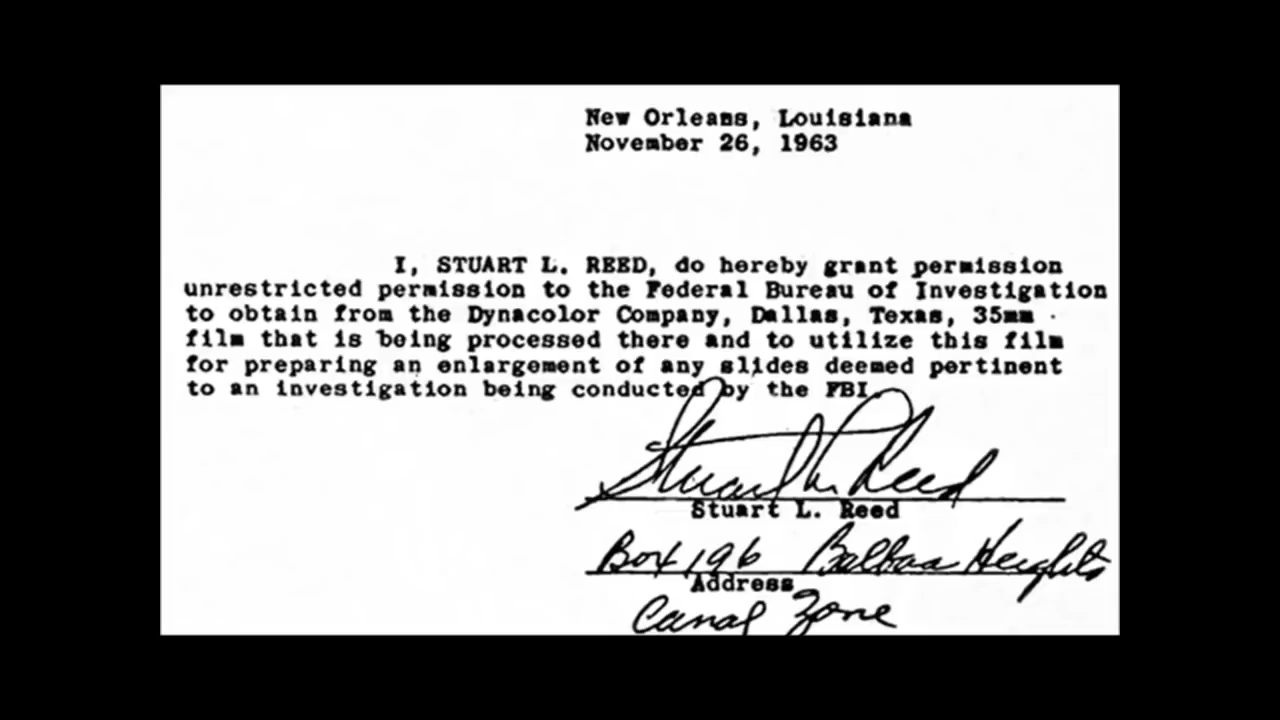 New Orleans, Louisiana
November 26, 1963
I, STUART L. REED, do hereby grant permission
unrestricted permission to the Federal Bureau of Investigation
to obtain from the Dynacolor Company, Dallas, Texas, 35mm
film that is being processed there and to utilize this film
for preparing an enlargement of any slides deemed pertinent
to an investigation being conducted by the FBI.
Stuart L. Reed
Stuart L. Reed
Box 196 Balboa Heights
Address
Canal Zone